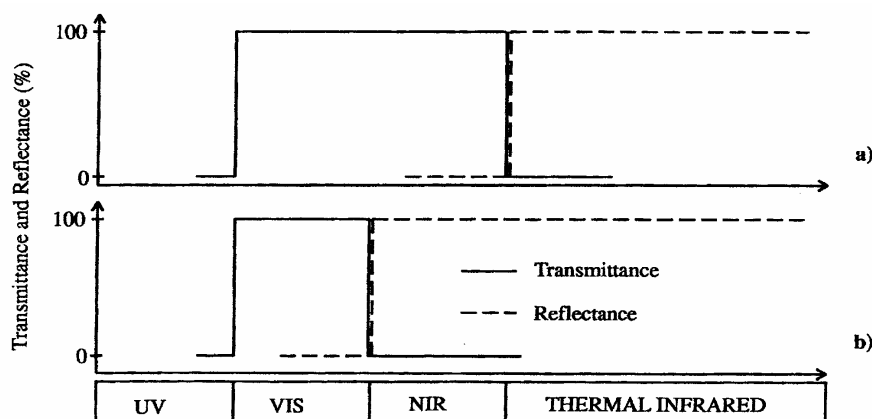 Transmittance and Reflectance (%)
100
0
a)
100
0
Transmittance
Reflectance
b)
UV VIS NIR THERMAL INFRARED